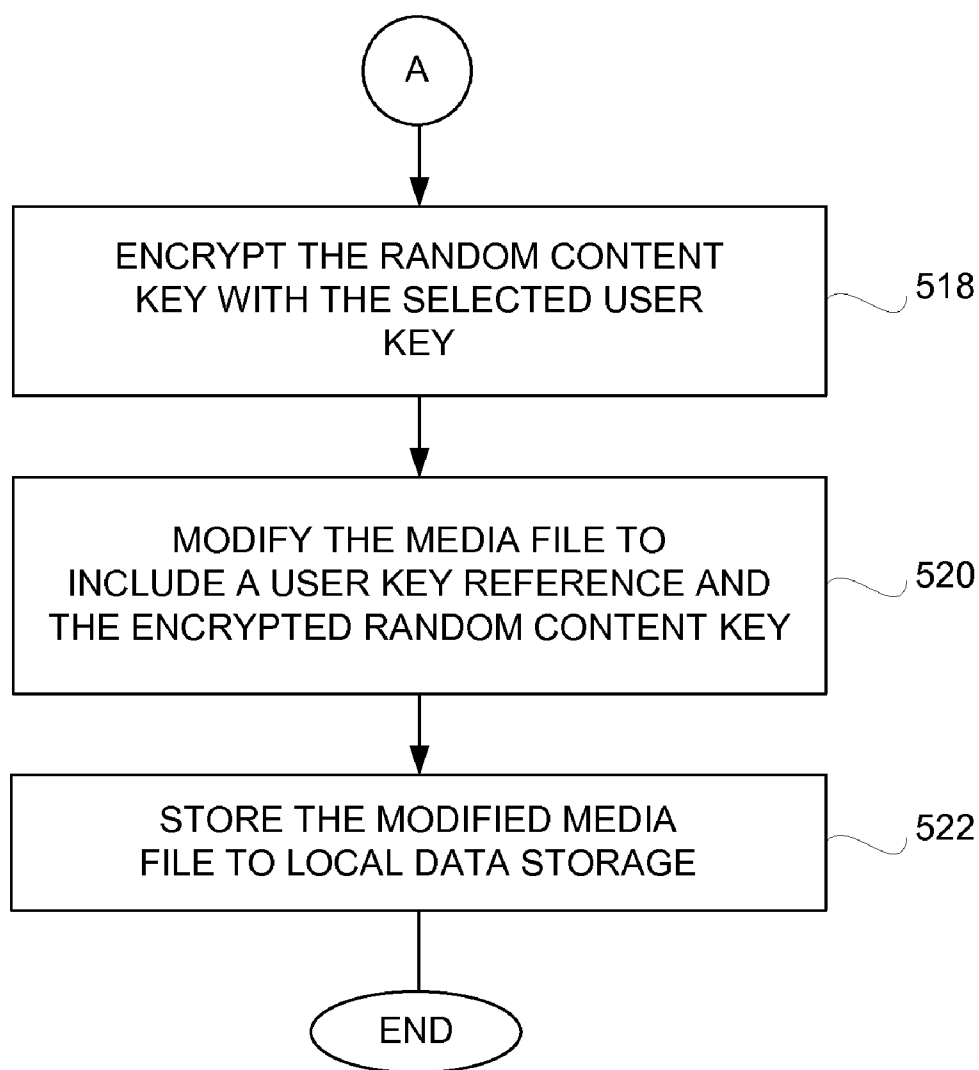 A
ENCRYPT THE RANDOM CONTENT
KEY WITH THE SELECTED USER
KEY
518
MODIFY THE MEDIA FILE TO
INCLUDE A USER KEY REFERENCE AND
THE ENCRYPTED RANDOM CONTENT KEY
520
STORE THE MODIFIED MEDIA
FILE TO LOCAL DATA STORAGE
522
END